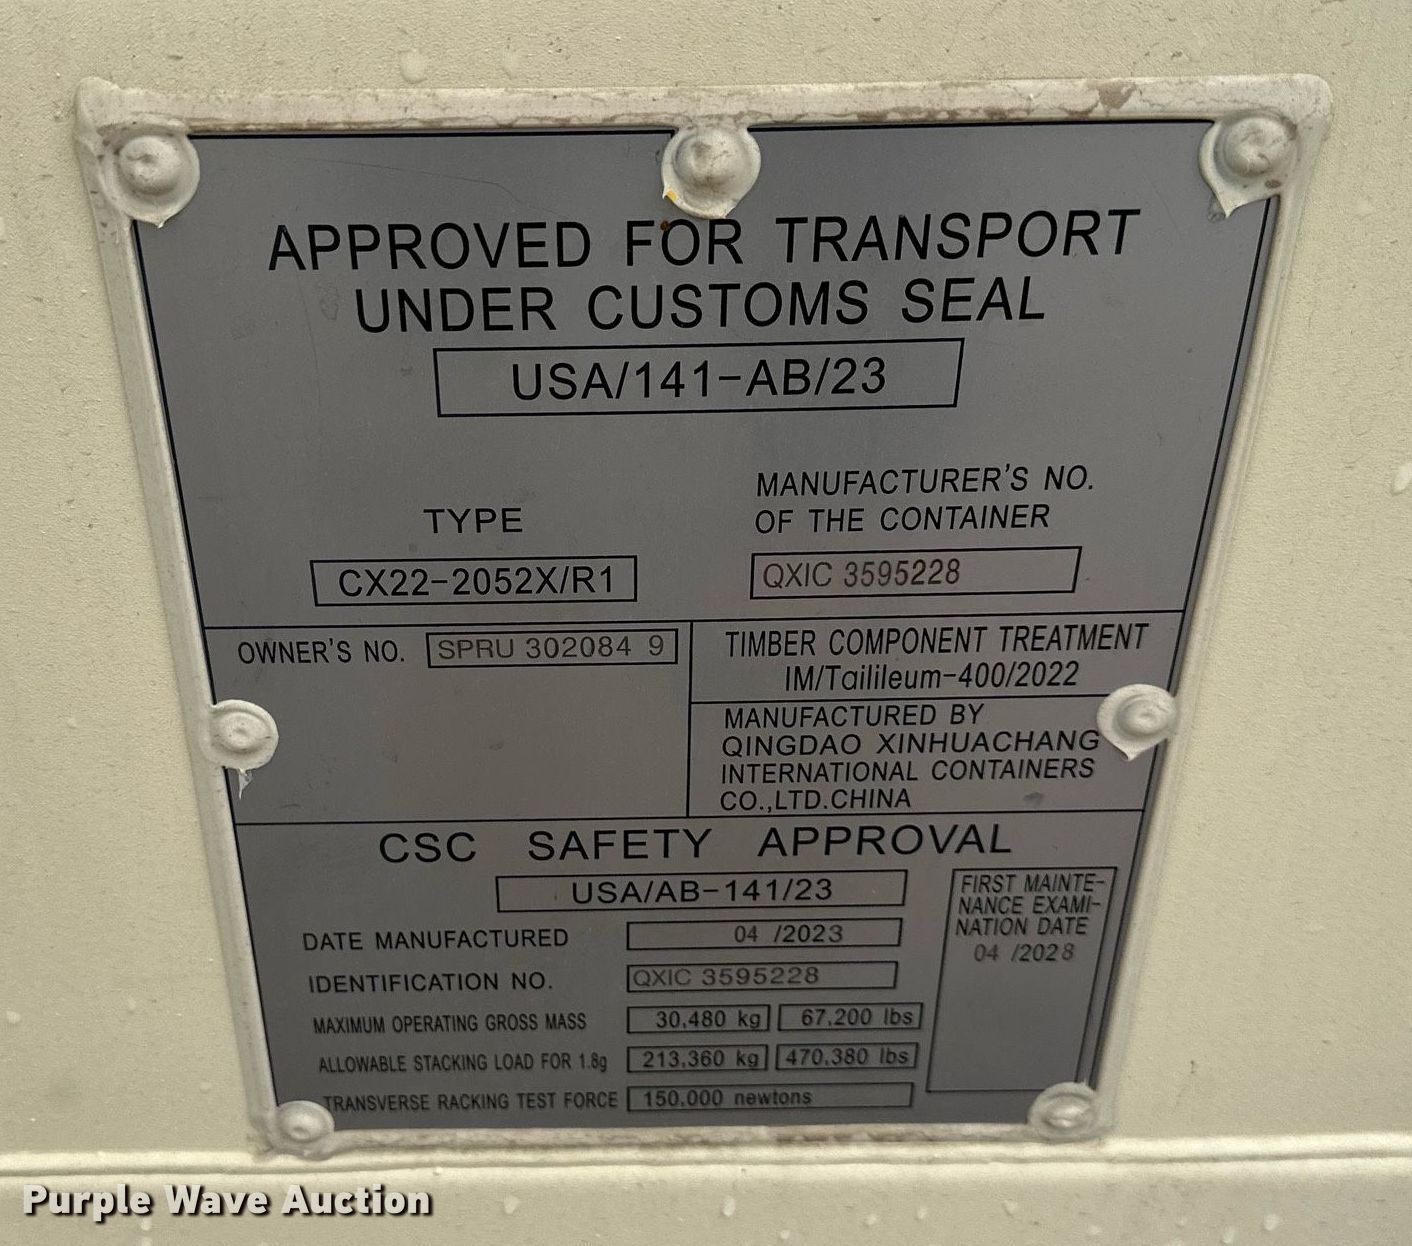 APPROVED FOR TRANSPORT
UNDER CUSTOMS SEAL
USA/141-AB/23
TYPE
CX22-2052X/R1
MANUFACTURER'S NO.
OF THE CONTAINER
QXIC 3595228
OWNER'S NO. SPRU 302084 9
TIMBER COMPONENT TREATMENT
IM/Tailileum-400/2022
MANUFACTURED BY
QINGDAO XINHUACHANG
INTERNATIONAL CONTAINERS
CO.,LTD.CHINA
CSC SAFETY APPROVAL
USA/AB-141/23
DATE MANUFACTURED 04 /2023
IDENTIFICATION NO. QXIC 3595228
MAXIMUM OPERATING GROSS MASS 30,480 kg 67,200 lbs
ALLOWABLE STACKING LOAD FOR 1.8g 213,360 kg 470,380 lbs
TRANSVERSE RACKING TEST FORCE 150,000 newtons
FIRST MAINTE-
NANCE EXAMI-
NATION DATE
04 /2028
Purple Wave Auction